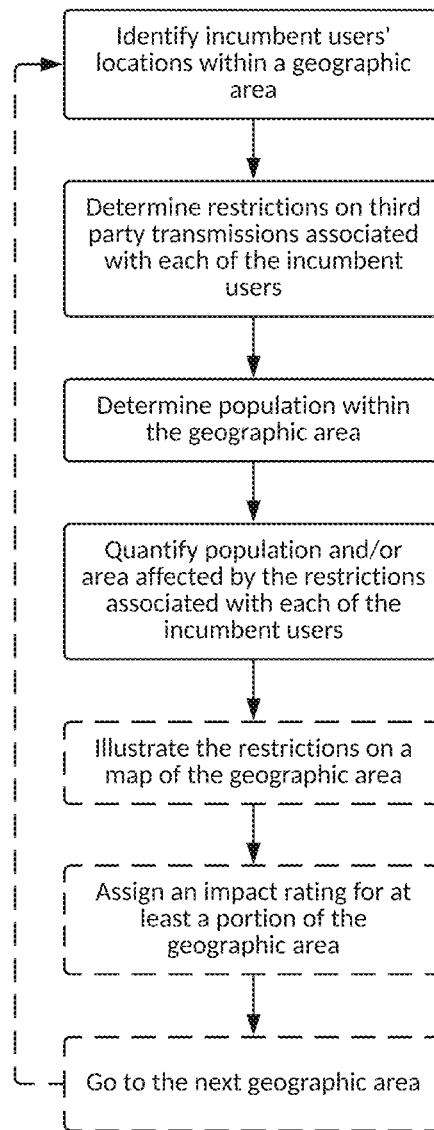 Identify incumbent users'
locations within a geographic
area
Determine restrictions on third
party transmissions associated
with each of the incumbent
users
Determine population within
the geographic area
Quantify population and/or
area affected by the restrictions
associated with each of the
incumbent users
Illustrate the restrictions on a
map of the geographic area
Assign an impact rating for at
least a portion of the
geographic area
Go to the next geographic area